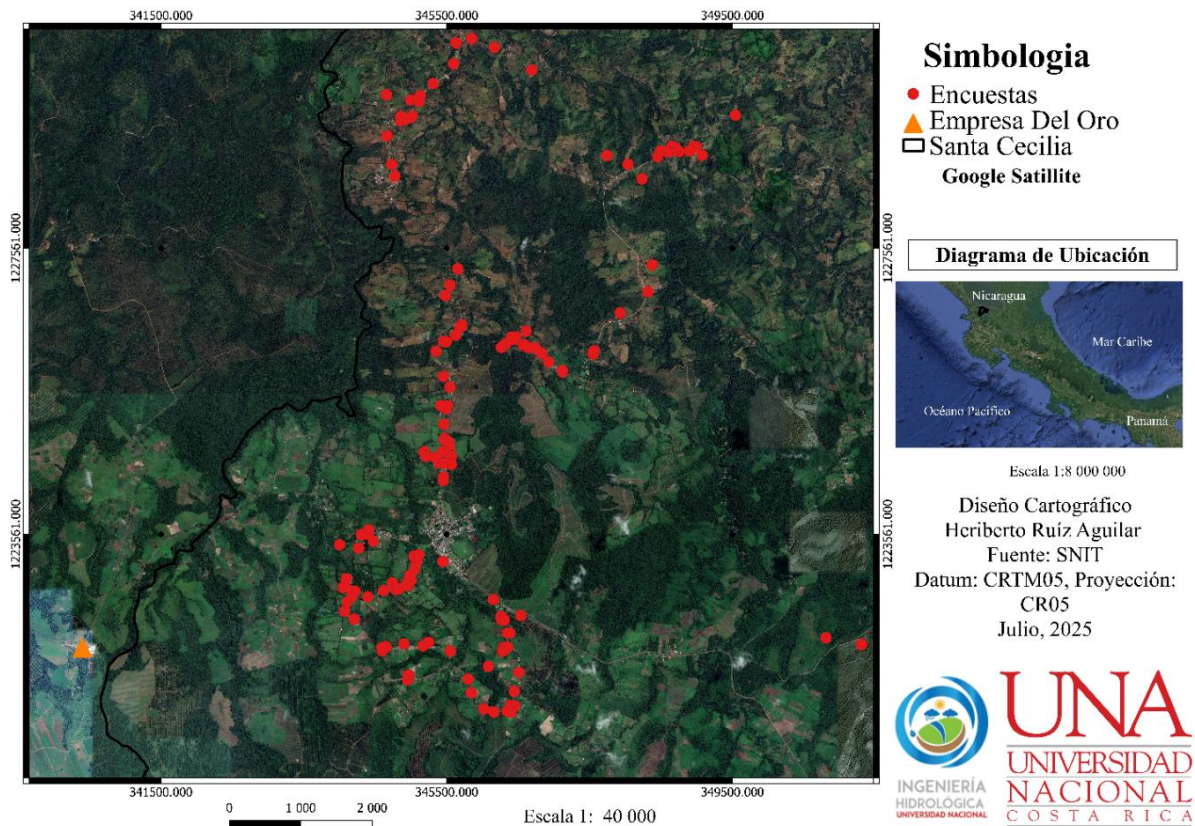 341500.000
345500.000
349500.000
1227561.000
1223561.000
1227561.000
1223561.000
341500.000
345500.000
349500.000
0
1 000
2 000
Escala 1: 40 000
Simbologia
Encuestas
Empresa Del Oro
Santa Cecilia
Google Satillite
Diagrama de Ubicación
Nicaragua
Mar Caribe
Océano Pacifico
Panamá
Escala 1:8 000 000
Diseño Cartográfico
Heriberto Ruíz Aguilar
Fuente: SNIT
Datum: CRTM05, Proyección:
CR05
Julio, 2025
INGENIERÍA
HIDROLÓGICA
UNIVERSIDAD NACIONAL
UNA
UNIVERSIDAD
NACIONAL
COSTA RICA